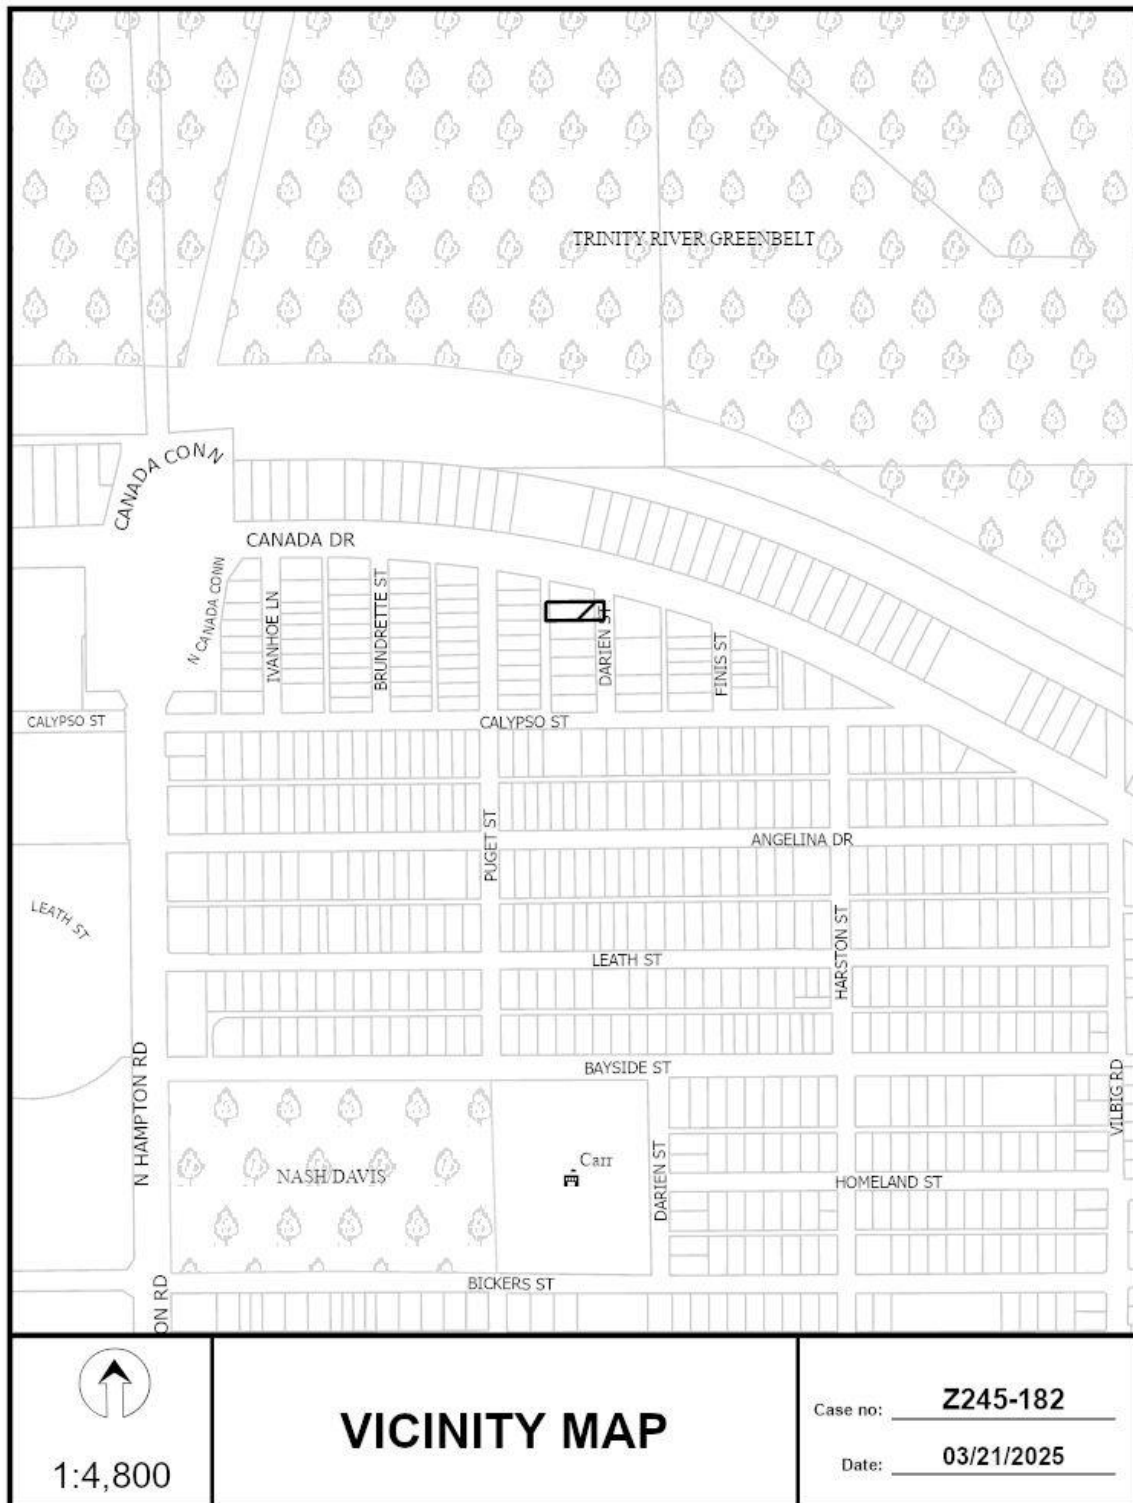 TRINITY RIVER GREENBELT
CANADA CONN
CANADA DR
N CANADA CONN
IVANHOE LN
BRUNDRETTE ST
DARIEN ST
FINIS ST
CALYPSO ST
CALYPSO ST
PUGET ST
ANGELINA DR
LEATH ST
HARSTON ST
LEATH ST
BAYSIDE ST
N HAMPTON RD
VILBIG RD
NASH/DAVIS
Carr
DARIEN ST
HOMELAND ST
BICKERS ST
ON RD
1:4,800
VICINITY MAP
Case no: Z245-182
Date: 03/21/2025